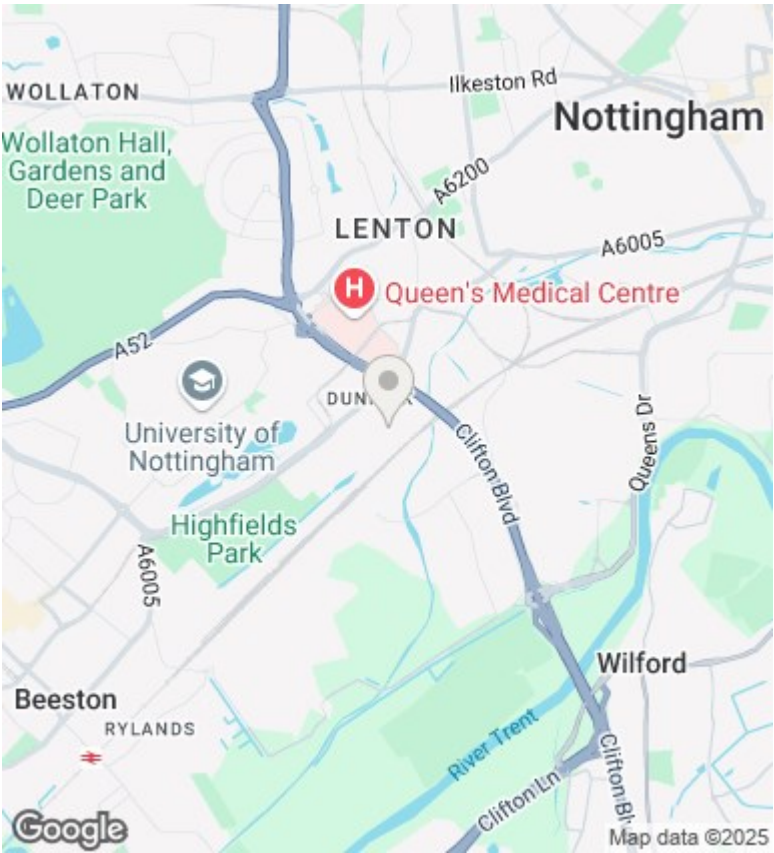 WOLLATON
Ilkeston Rd
Nottingham
Wollaton Hall,
Gardens and
Deer Park
A6200
LENTON
A6005
H
Queen's Medical Centre
A52
University of
Nottingham
Queens Dr
Clifton Blvd
Highfields
Park
A6005
Wilford
Beeston
RYLANDS
River Trent
Clifton Ln
Google
Map data ©2025